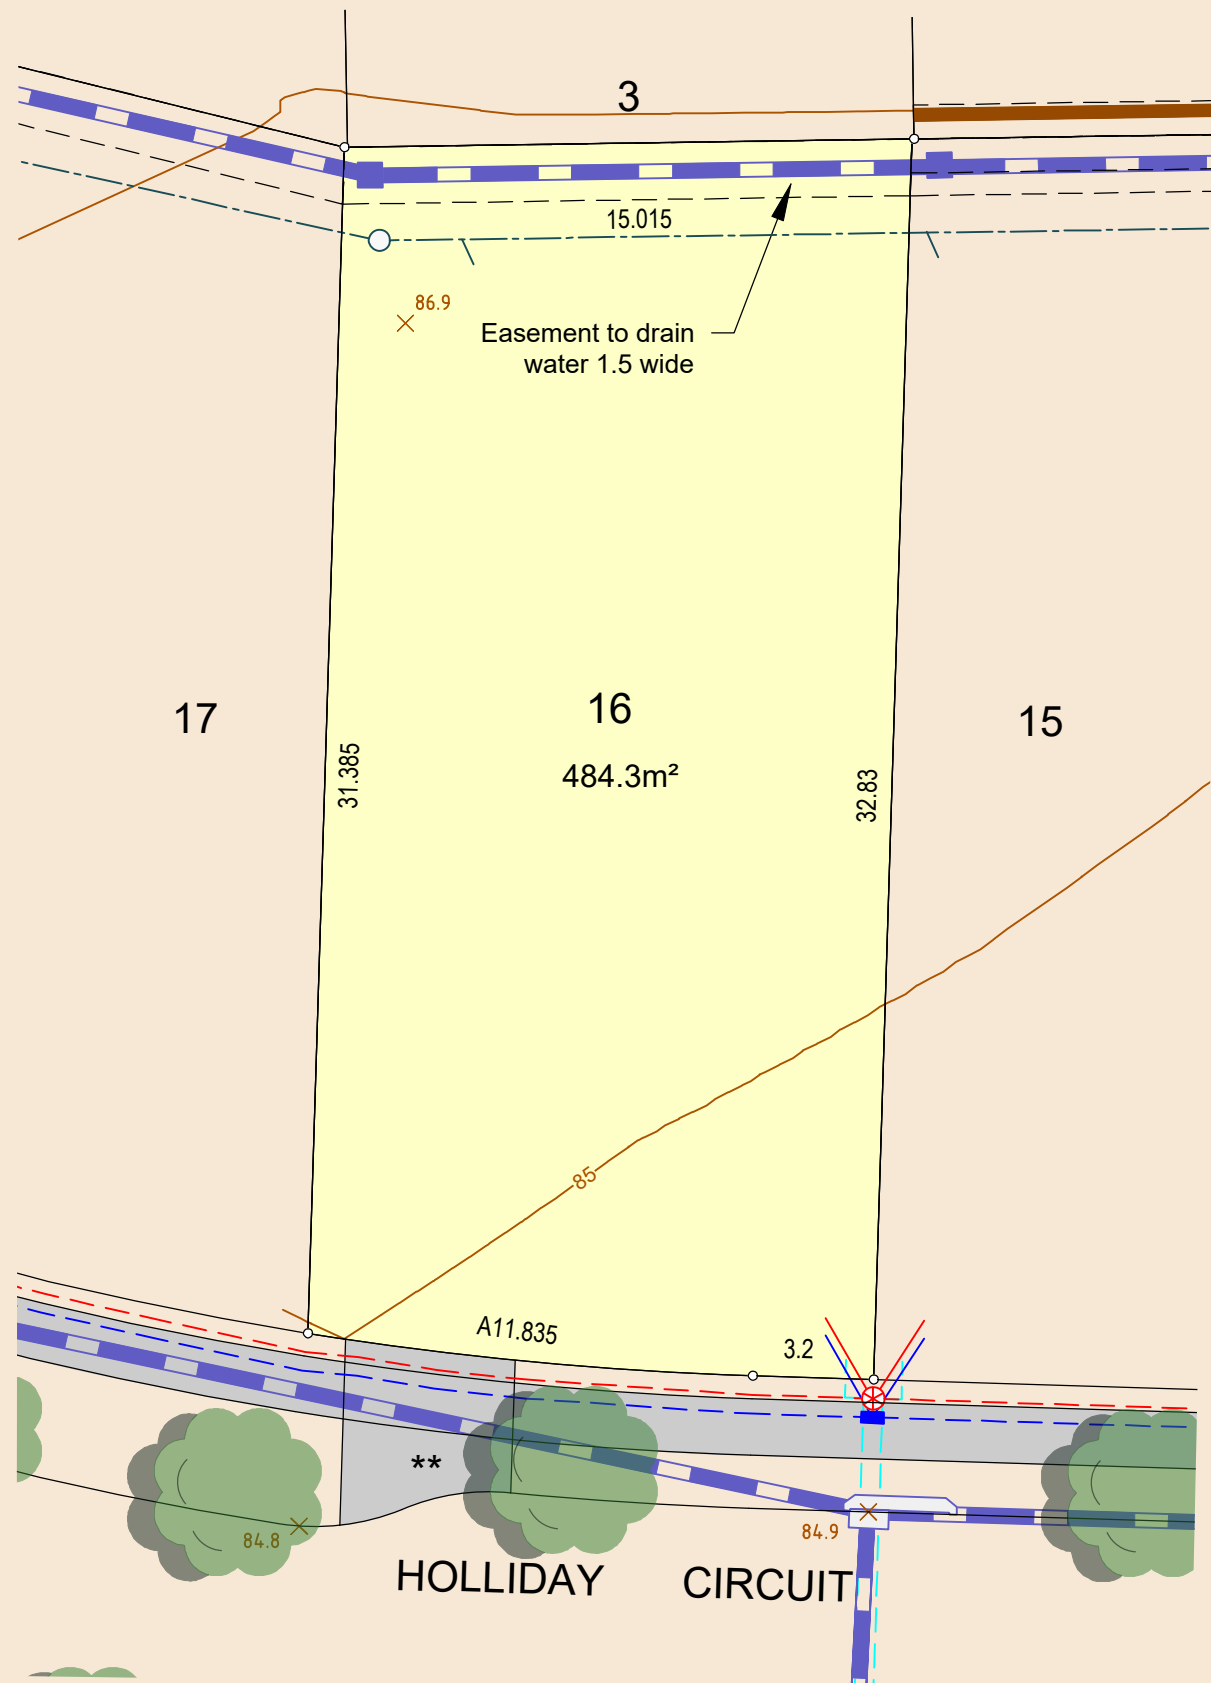 3
15.015
86.9
Easement to drain
water 1.5 wide
17
16
15
484.3m²
31.385
32.83
85
A11.835
3.2
**
84.8
84.9
HOLLIDAY CIRCUIT